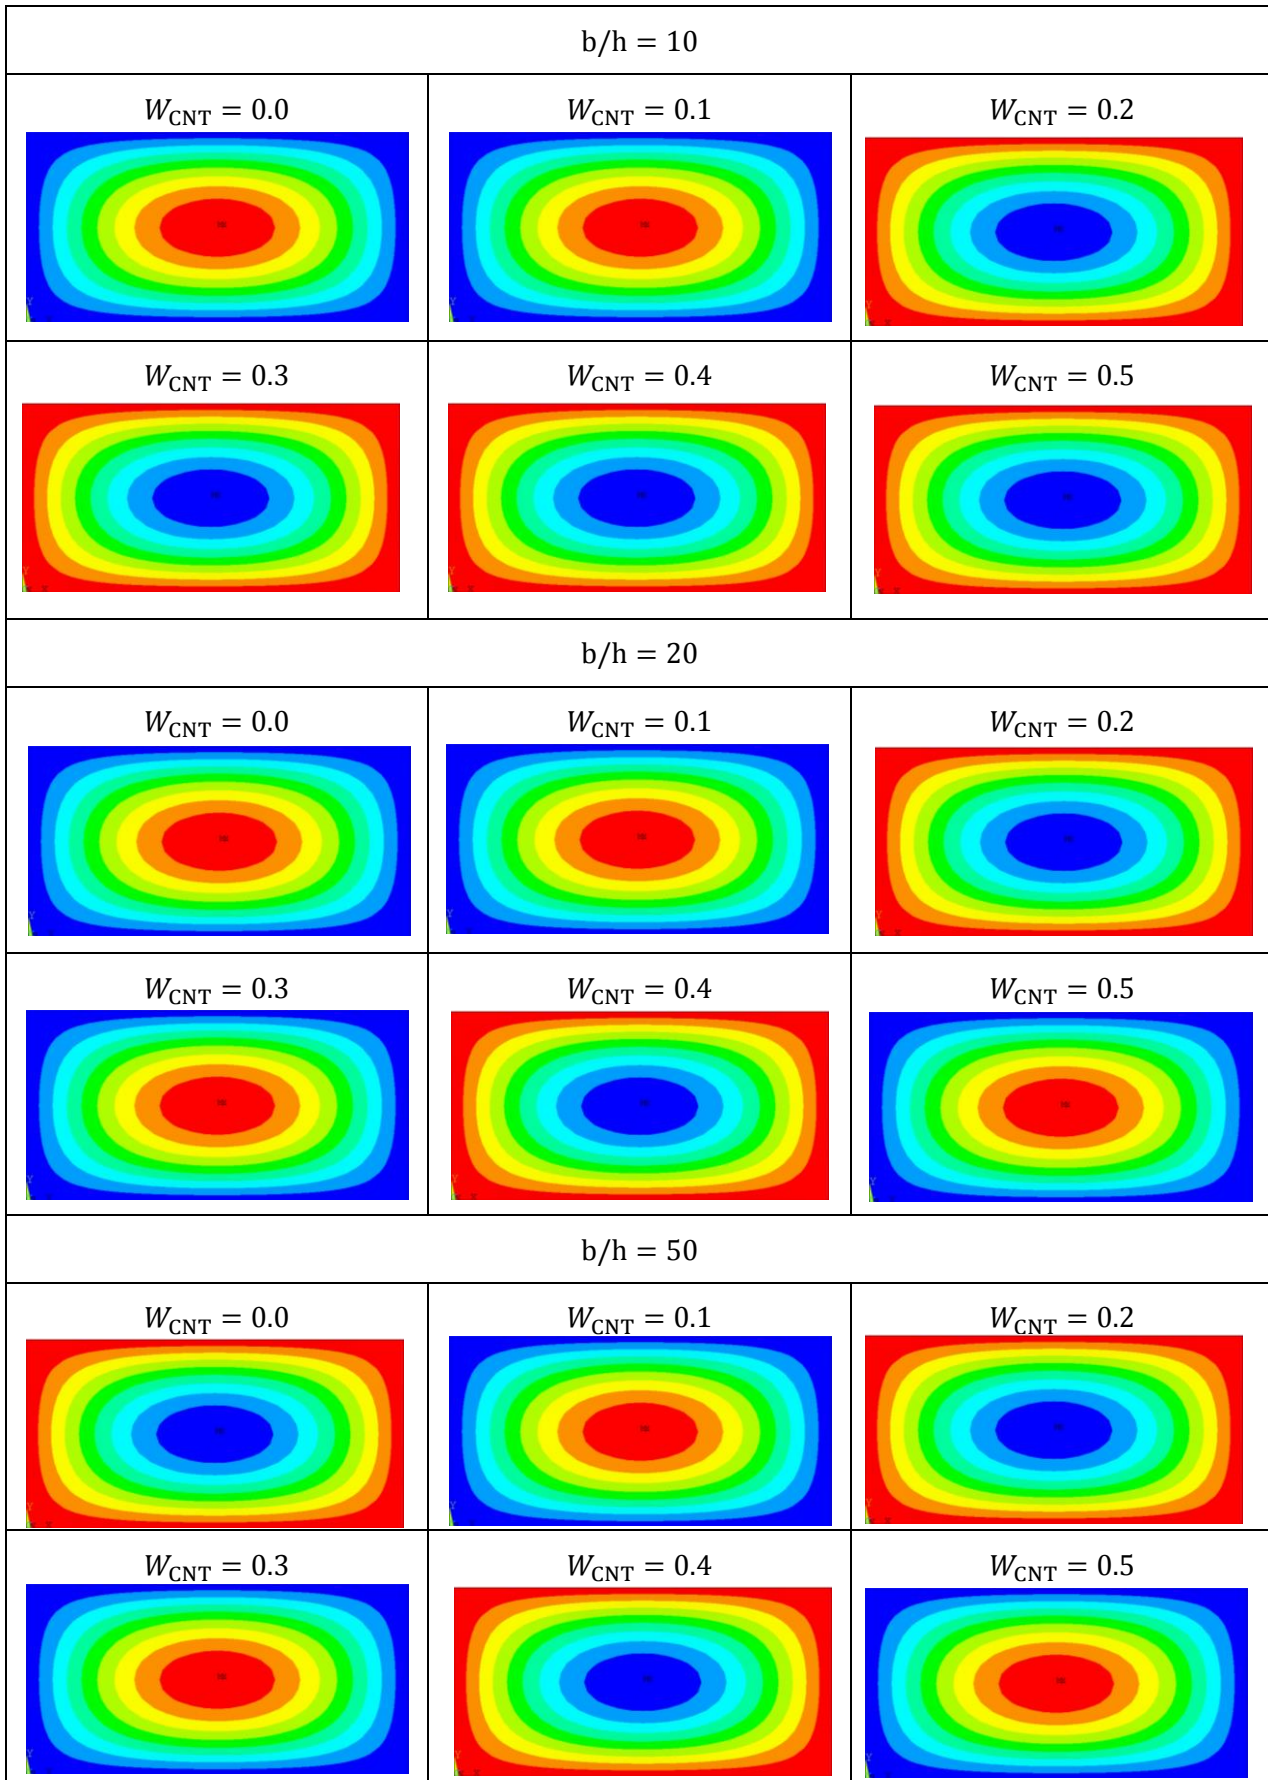 b/h = 10
W_CNT = 0.0
W_CNT = 0.1
W_CNT = 0.2
W_CNT = 0.3
W_CNT = 0.4
W_CNT = 0.5
b/h = 20
W_CNT = 0.0
W_CNT = 0.1
W_CNT = 0.2
W_CNT = 0.3
W_CNT = 0.4
W_CNT = 0.5
b/h = 50
W_CNT = 0.0
W_CNT = 0.1
W_CNT = 0.2
W_CNT = 0.3
W_CNT = 0.4
W_CNT = 0.5